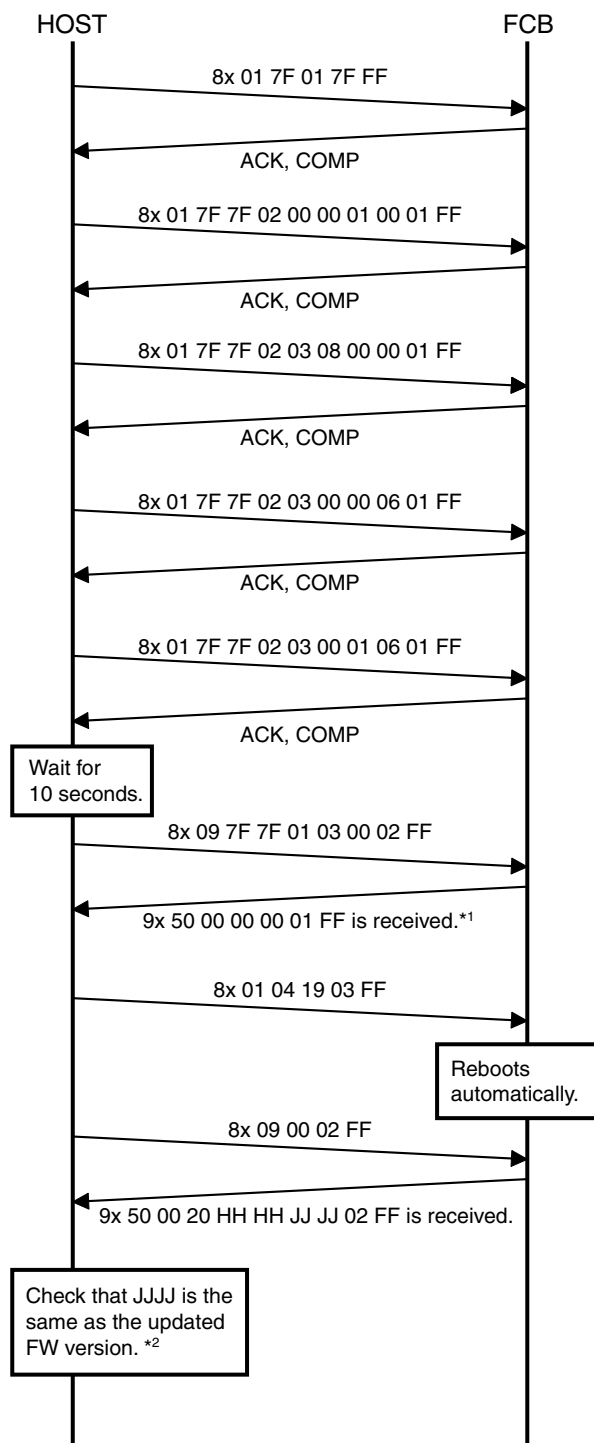 HOST FCB
8x 01 7F 01 7F FF
ACK, COMP
8x 01 7F 7F 02 00 00 01 00 01 FF
ACK, COMP
8x 01 7F 7F 02 03 08 00 00 01 FF
ACK, COMP
8x 01 7F 7F 02 03 00 00 06 01 FF
ACK, COMP
8x 01 7F 7F 02 03 00 01 06 01 FF
ACK, COMP
Wait for
10 seconds.
8x 09 7F 7F 01 03 00 02 FF
9x 50 00 00 00 01 FF is received.*1
8x 01 04 19 03 FF
Reboots
automatically.
8x 09 00 02 FF
9x 50 00 20 HH HH JJ JJ 02 FF is received.
Check that JJJJ is the
same as the updated
FW version. *2